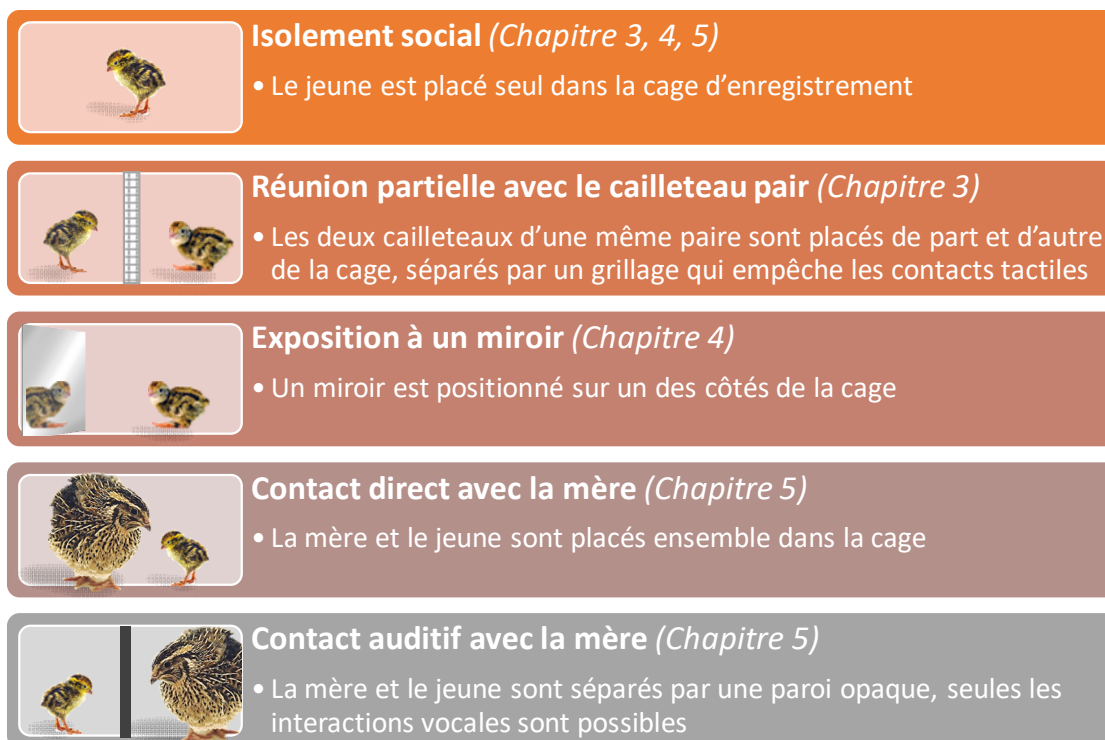 Isolement social (Chapitre 3, 4, 5)
• Le jeune est placé seul dans la cage d’enregistrement
Réunion partielle avec le cailleteau pair (Chapitre 3)
• Les deux cailleteaux d’une même paire sont placés de part et d’autre
de la cage, séparés par un grillage qui empêche les contacts tactiles
Exposition à un miroir (Chapitre 4)
• Un miroir est positionné sur un des côtés de la cage
Contact direct avec la mère (Chapitre 5)
• La mère et le jeune sont placés ensemble dans la cage
Contact auditif avec la mère (Chapitre 5)
• La mère et le jeune sont séparés par une paroi opaque, seules les
interactions vocales sont possibles